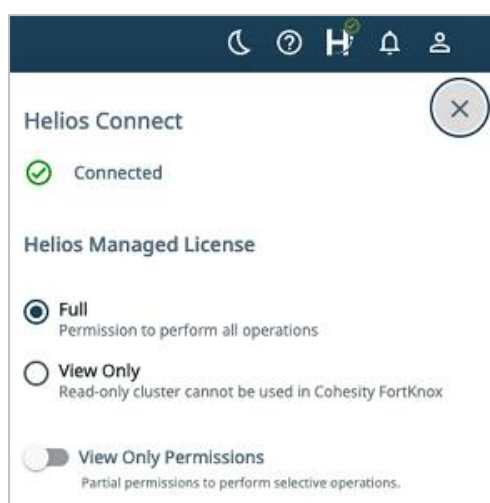 Helios Connect
Connected
Helios Managed License
Full
Permission to perform all operations
View Only
Read-only cluster cannot be used in Cohesity FortKnox
View Only Permissions
Partial permissions to perform selective operations.